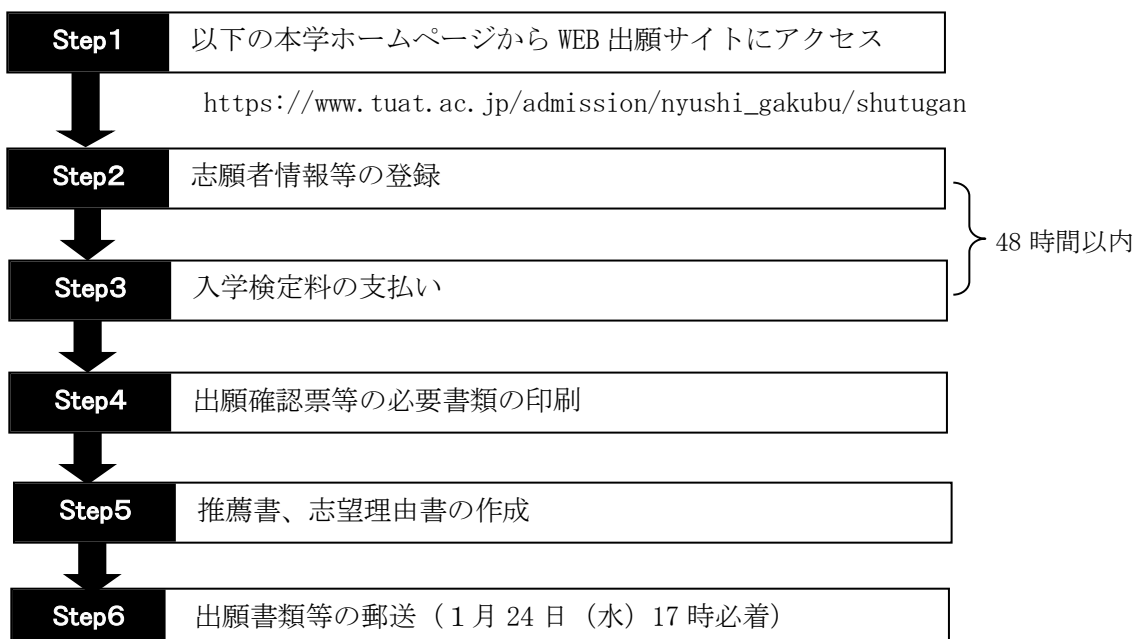 Step1 以下の本学ホームページから WEB 出願サイトにアクセス
https://www.tuat.ac.jp/admission/nyushi_gakubu/shutugan
Step2 志願者情報等の登録
48 時間以内
Step3 入学検定料の支払い
Step4 出願確認票等の必要書類の印刷
Step5 推薦書、志望理由書の作成
Step6 出願書類等の郵送（１月 24 日（水）17 時必着）